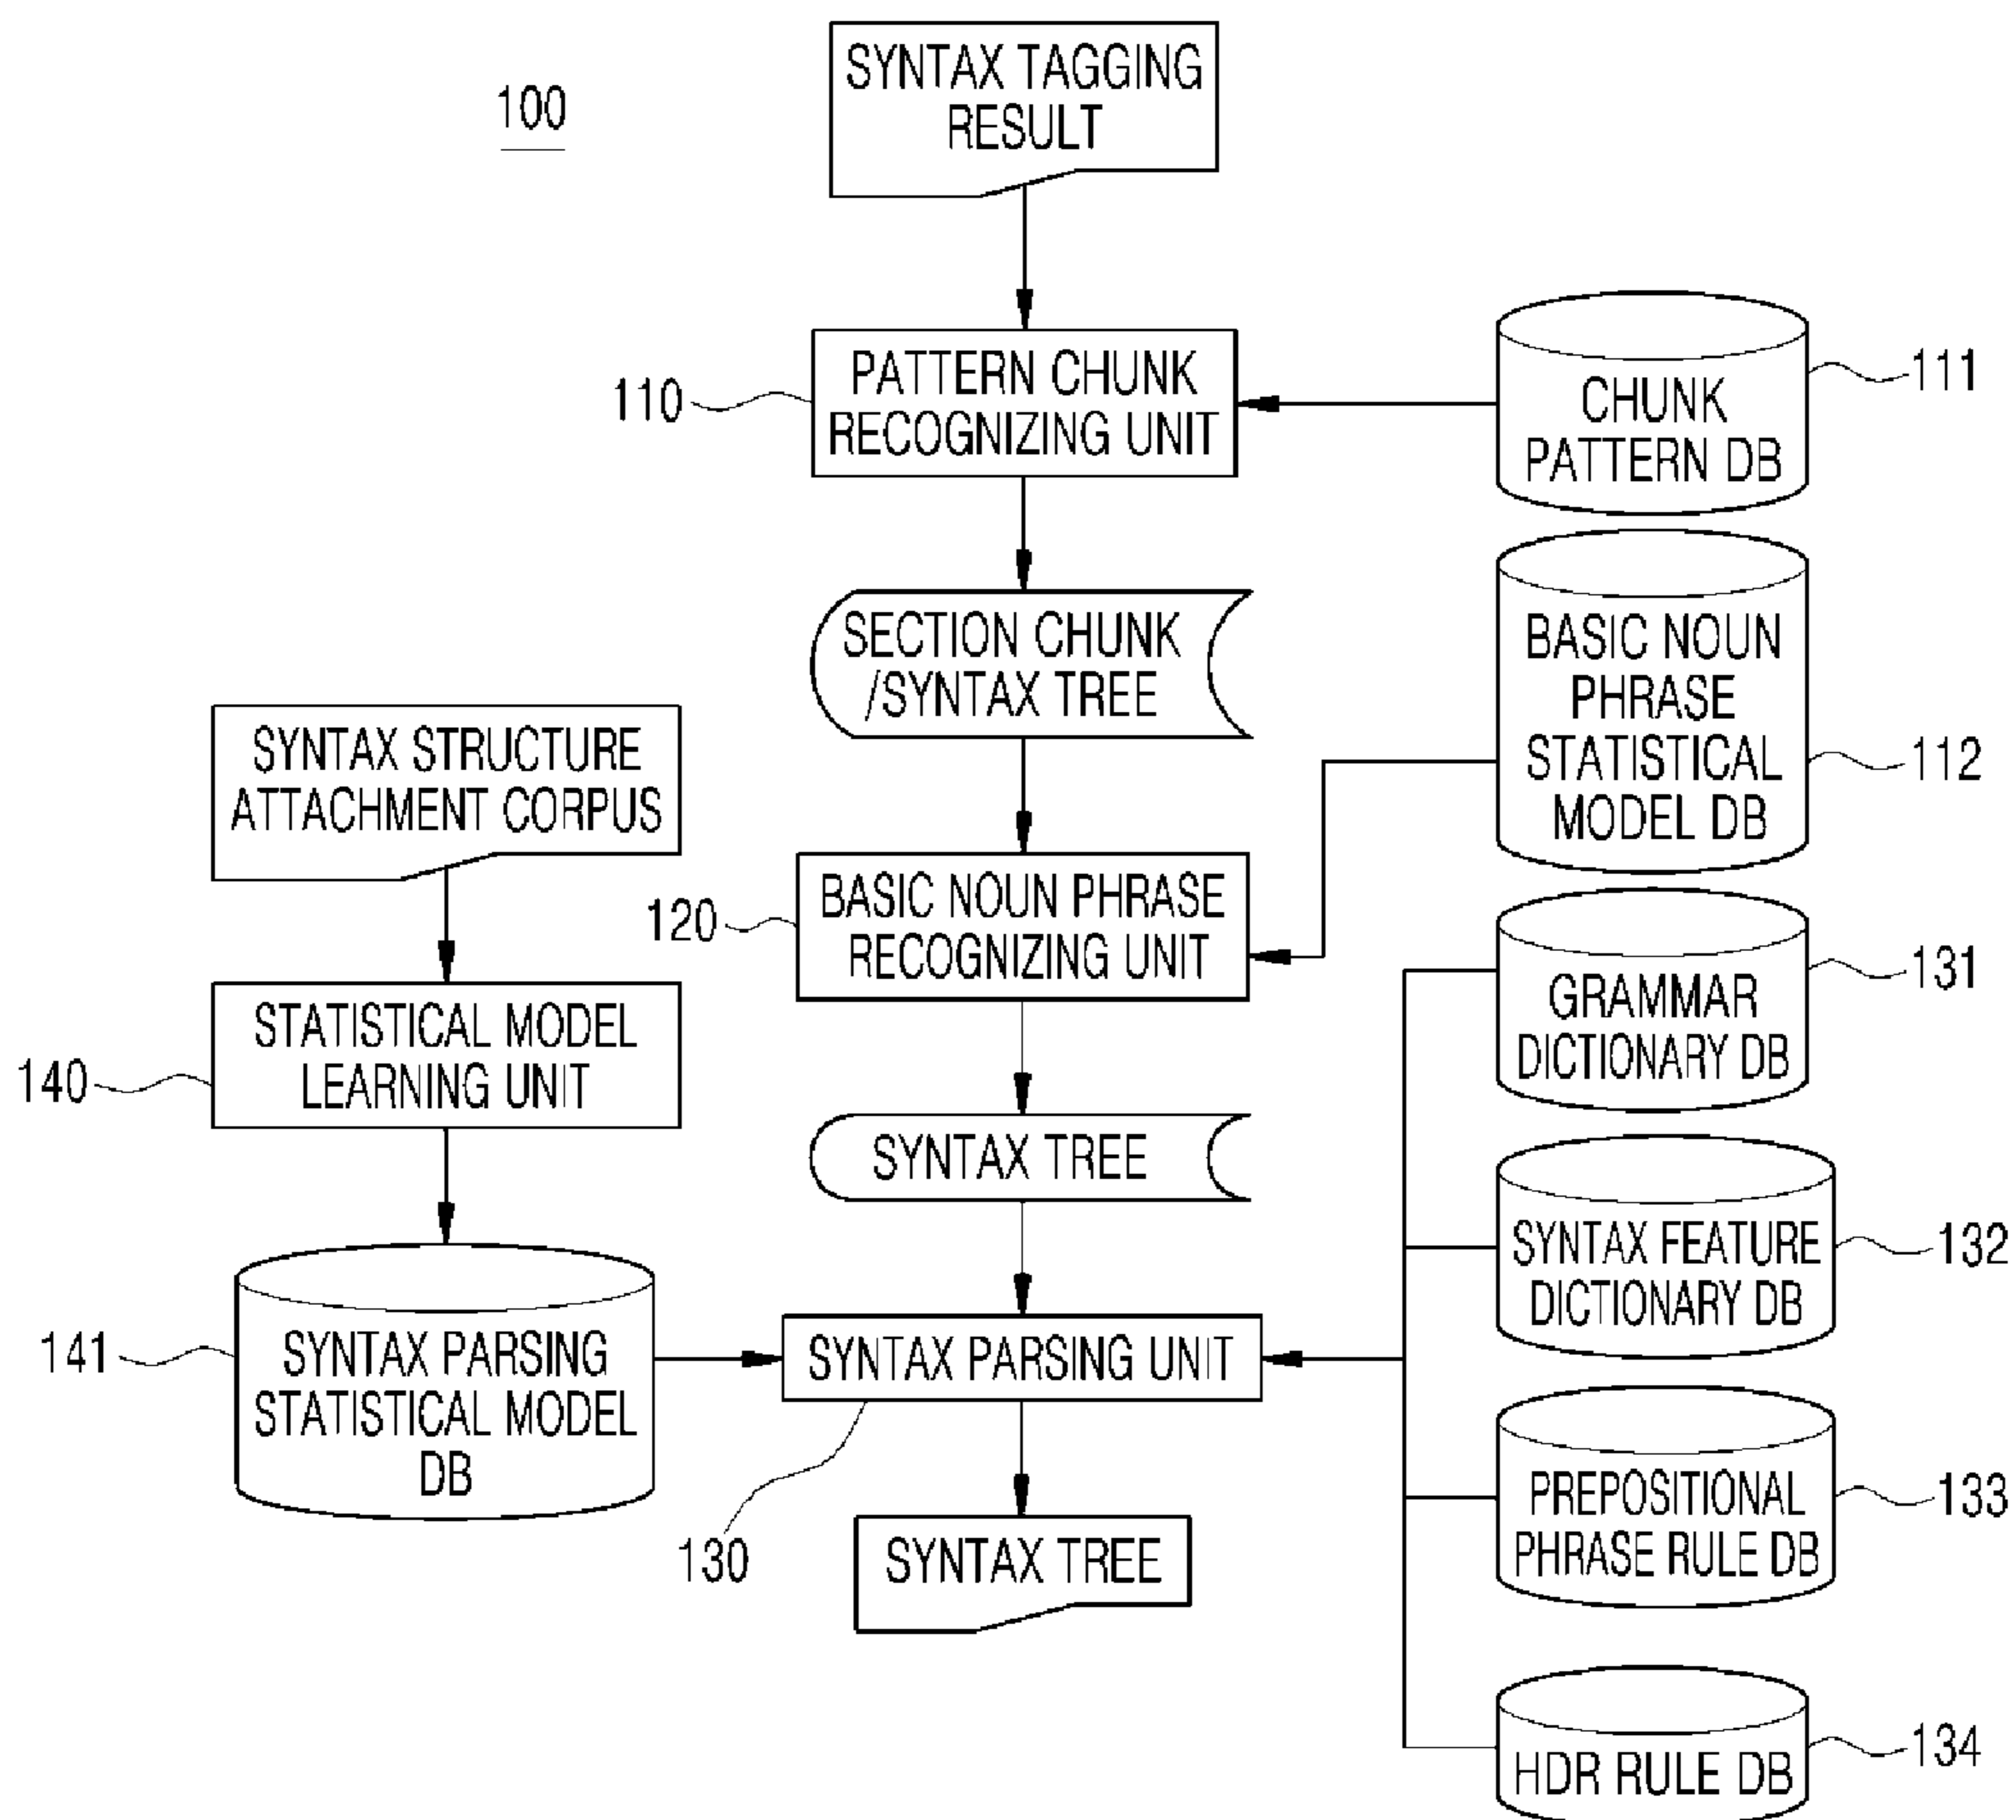 100
SYNTAX TAGGING
RESULT
110
PATTERN CHUNK
RECOGNIZING UNIT
CHUNK
PATTERN DB
111
SECTION CHUNK
/SYNTAX TREE
BASIC NOUN
PHRASE
STATISTICAL
MODEL DB
112
SYNTAX STRUCTURE
ATTACHMENT CORPUS
120
BASIC NOUN PHRASE
RECOGNIZING UNIT
GRAMMAR
DICTIONARY DB
131
140
STATISTICAL MODEL
LEARNING UNIT
SYNTAX TREE
SYNTAX FEATURE
DICTIONARY DB
132
141
SYNTAX PARSING
STATISTICAL MODEL
DB
SYNTAX PARSING UNIT
130
PREPOSITIONAL
PHRASE RULE DB
133
SYNTAX TREE
HDR RULE DB
134